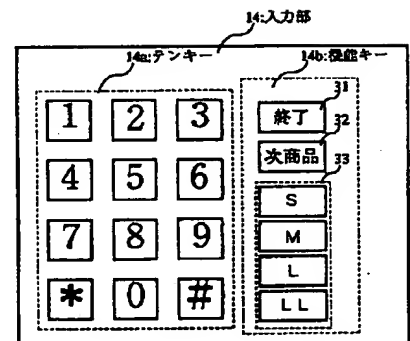 14:入力部
14a:テンキー
14b:機能キー
1 2 3
4 5 6
7 8 9
* 0 #
31
終了
32
次商品
33
S
M
L
LL